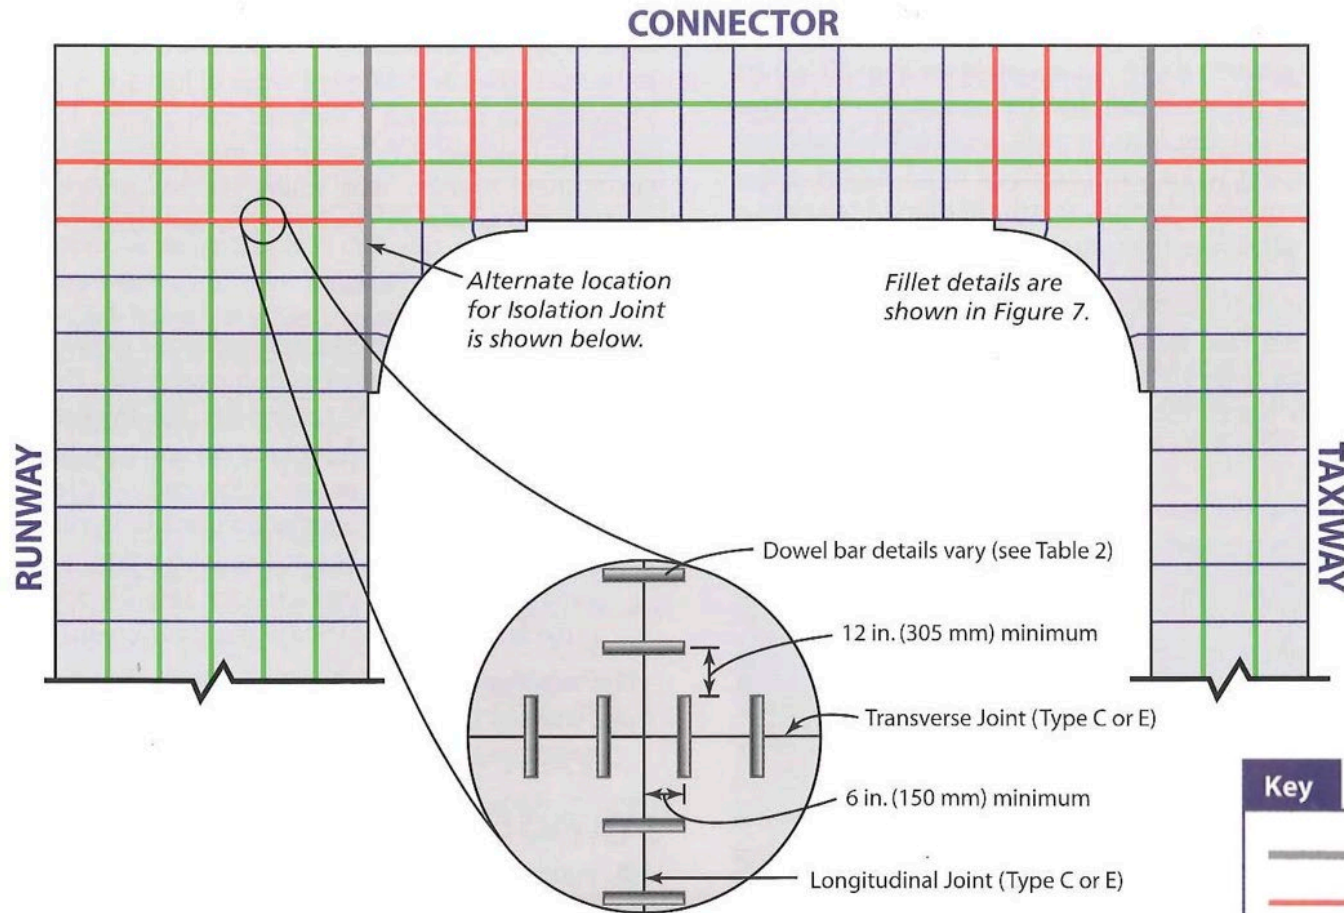 CONNECTOR
Alternate location
for Isolation Joint
is shown below.
Fillet details are
shown in Figure 7.
RUNWAY
TAXIWAY
Dowel bar details vary (see Table 2)
12 in. (305 mm) minimum
Transverse Joint (Type C or E)
6 in. (150 mm) minimum
Longitudinal Joint (Type C or E)
Key